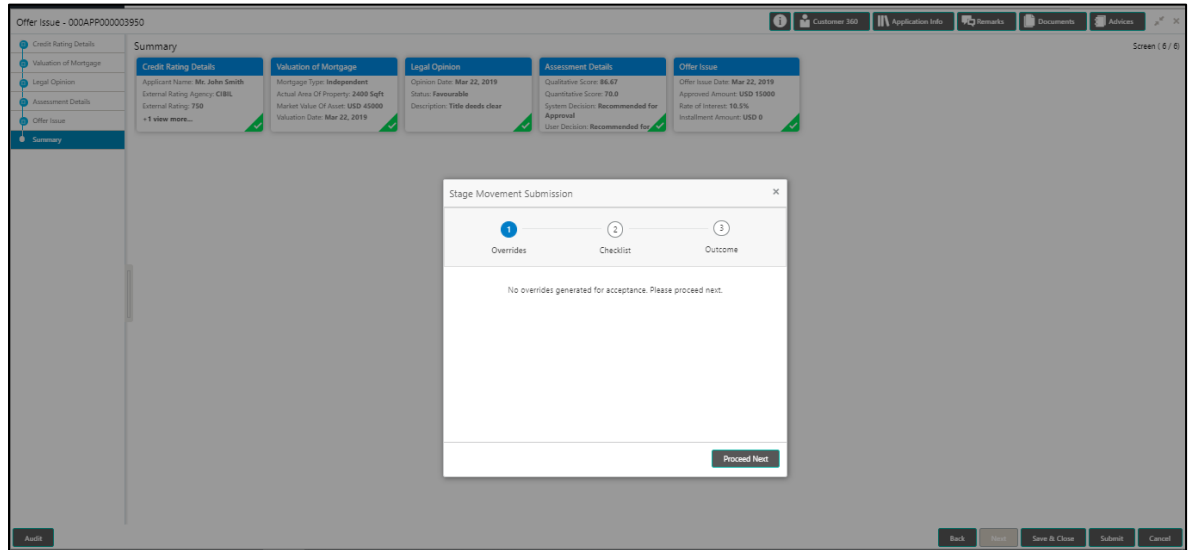 Offer Issue - 000APP000003950
Customer 360
Application Info
Remarks
Documents
Advices
Credit Rating Details
Valuation of Mortgage
Legal Opinion
Assessment Details
Offer Issue
Summary
Summary
Screen ( 6 / 6)
Credit Rating Details
Applicant Name: Mr. John Smith
External Rating Agency: CIBIL
External Rating: 750
+1 view more...
Valuation of Mortgage
Mortgage Type: Independent
Actual Area Of Property: 2400 Sqft
Market Value Of Asset: USD 45000
Valuation Date: Mar 22, 2019
Legal Opinion
Opinion Date: Mar 22, 2019
Status: Favourable
Description: Title deeds clear
Assessment Details
Qualitative Score: 86.67
Quantitative Score: 70.0
System Decision: Recommended for
Approval
User Decision: Recommended for
Offer Issue
Offer Issue Date: Mar 22, 2019
Approved Amount: USD 15000
Rate of Interest: 10.5%
Installment Amount: USD 0
Stage Movement Submission
1
2
3
Overrides
Checklist
Outcome
No overrides generated for acceptance, Please proceed next.
Proceed Next
Audit
Back
Next
Save & Close
Submit
Cancel